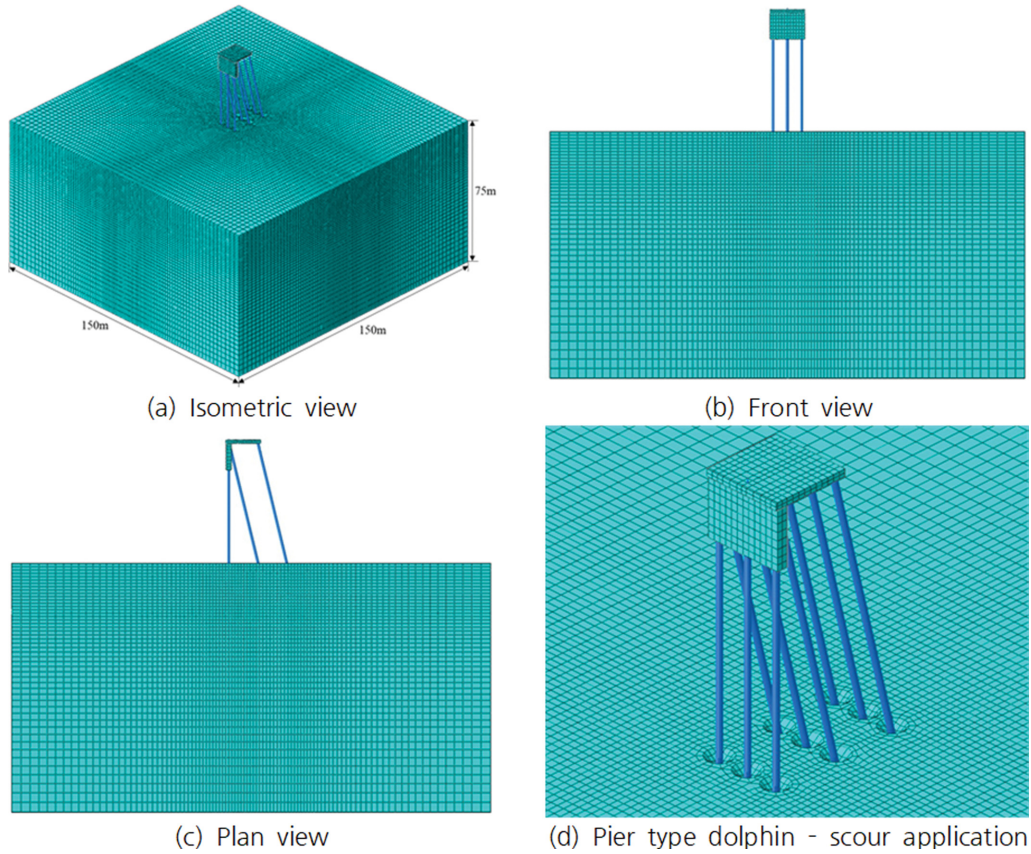 75m
150m
150m
(a) Isometric view
(b) Front view
(c) Plan view
(d) Pier type dolphin - scour application